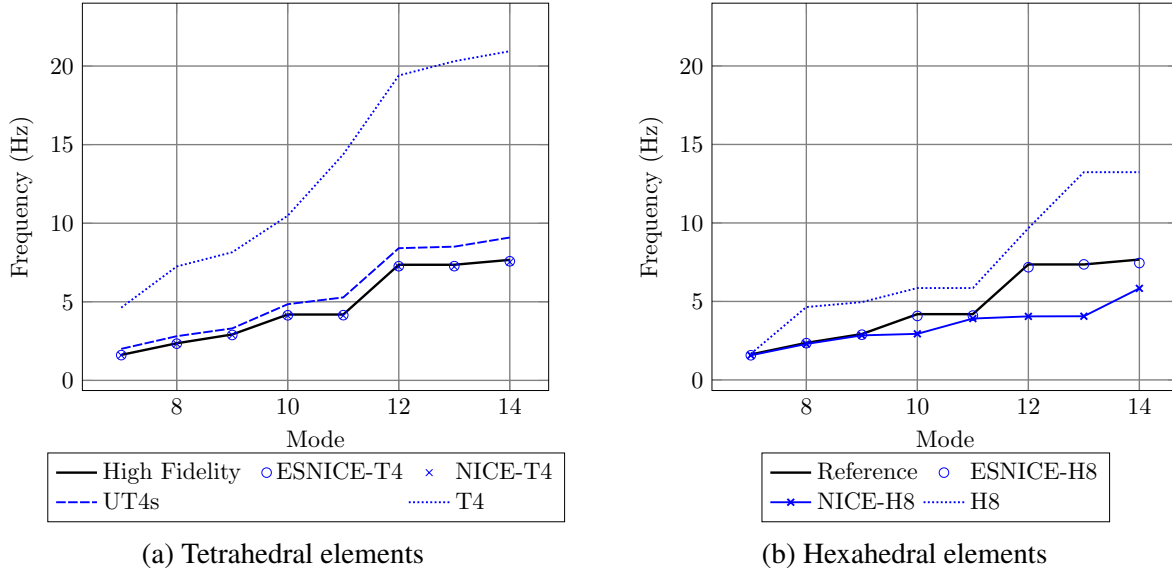 20
15
10
5
0
Frequency (Hz)
8 10 12 14
Mode
High Fidelity ESNICE-T4 NICE-T4
UT4s T4
(a) Tetrahedral elements
20
15
10
5
0
Frequency (Hz)
8 10 12 14
Mode
Reference ESNICE-H8
NICE-H8 H8
(b) Hexahedral elements